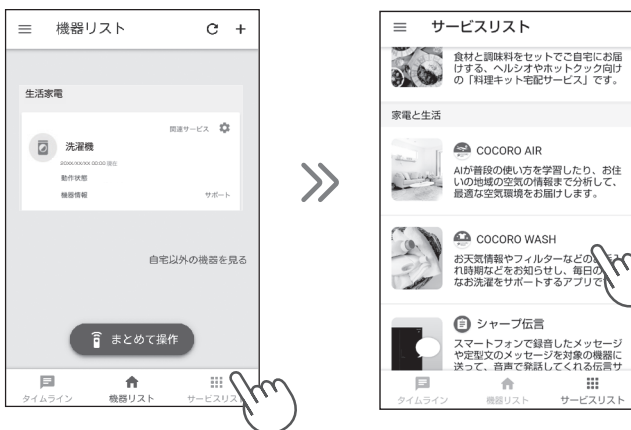 機器リスト
生活家電
関連サービス
洗濯機
20XX/XX/XX 00:00 現在
動作状態
機器情報 サポート
自宅以外の機器を見る
まとめて操作
タイムライン 機器リスト サービスリスト
サービスリスト
食材と調味料をセットでご自宅にお届
けする、ヘルシオやホットクック向け
の「料理キット宅配サービス」です。
家電と生活
COCORO AIR
AIが普段の使い方を学習したり、お住
いの地域の空気の情報まで分析して、
最適な空気環境をお届けします。
COCORO WASH
お天気情報やフィルターなどのお手入
れ時期などをお知らせし、毎日の
なお洗濯をサポートするアプリで
シャープ伝言
スマートフォンで録音したメッセージ
や定型文のメッセージを対象の機器に
送って、音声で発話してくれる伝言サ
タイムライン 機器リスト サービスリスト